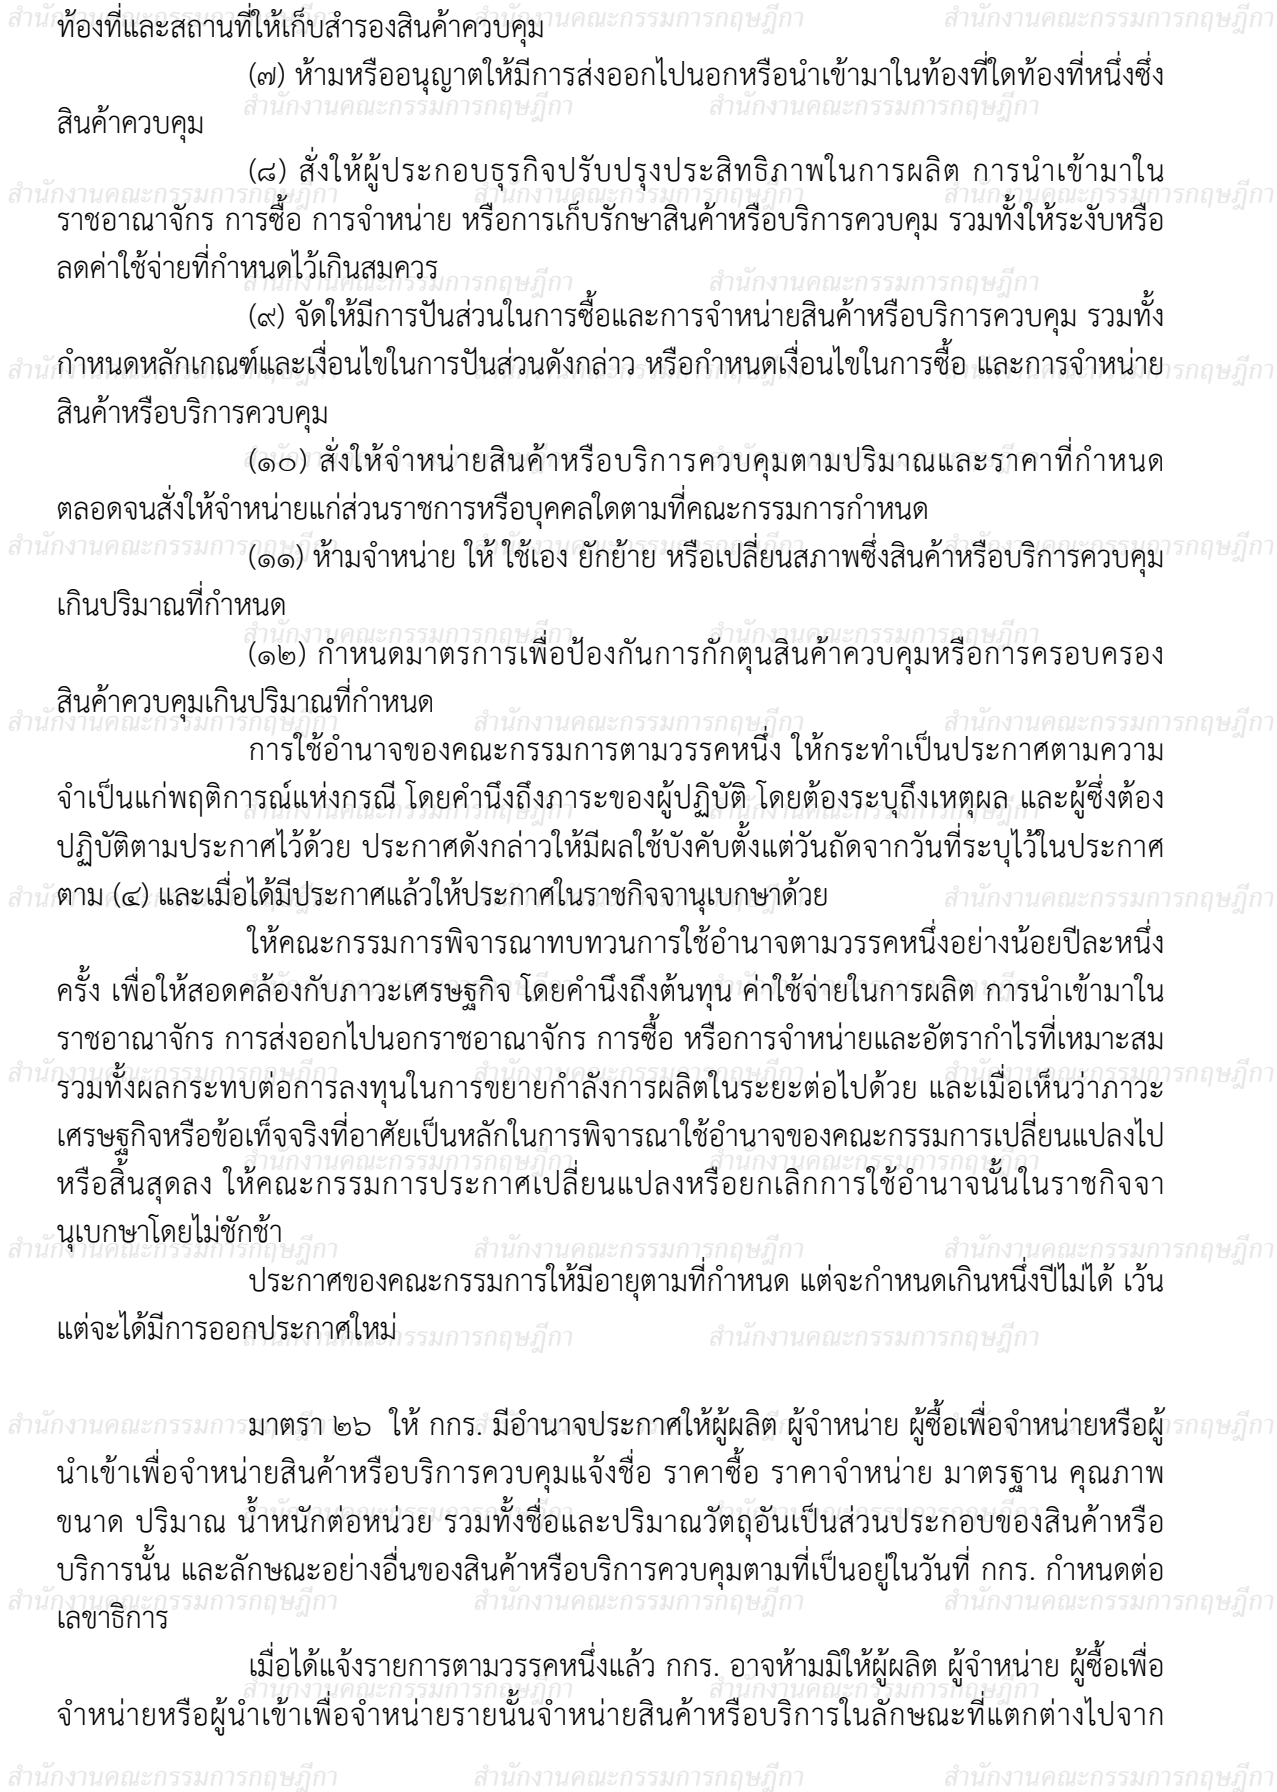 ท้องที่และสถานที่ให้เก็บสำรองสินค้าควบคุม
(๗) ห้ามหรืออนุญาตให้มีการส่งออกไปนอกหรือนำเข้ามาในท้องที่ใดท้องที่หนึ่งซึ่ง
สินค้าควบคุม
(๘) สั่งให้ผู้ประกอบธุรกิจปรับปรุงประสิทธิภาพในการผลิต การนำเข้ามาใน
ราชอาณาจักร การซื้อ การจำหน่าย หรือการเก็บรักษาสินค้าหรือบริการควบคุม รวมทั้งให้ระงับหรือ
ลดค่าใช้จ่ายที่กำหนดไว้เกินสมควร
(๙) จัดให้มีการปันส่วนในการซื้อและการจำหน่ายสินค้าหรือบริการควบคุม รวมทั้ง
กำหนดหลักเกณฑ์และเงื่อนไขในการปันส่วนดังกล่าว หรือกำหนดเงื่อนไขในการซื้อ และการจำหน่าย
สินค้าหรือบริการควบคุม
(๑๐) สั่งให้จำหน่ายสินค้าหรือบริการควบคุมตามปริมาณและราคาที่กำหนด
ตลอดจนสั่งให้จำหน่ายแก่ส่วนราชการหรือบุคคลใดตามที่คณะกรรมการกำหนด
(๑๑) ห้ามจำหน่าย ให้ ใช้เอง ยักย้าย หรือเปลี่ยนสภาพซึ่งสินค้าหรือบริการควบคุม
เกินปริมาณที่กำหนด
(๑๒) กำหนดมาตรการเพื่อป้องกันการกักตุนสินค้าควบคุมหรือการครอบครอง
สินค้าควบคุมเกินปริมาณที่กำหนด
การใช้อำนาจของคณะกรรมการตามวรรคหนึ่ง ให้กระทำเป็นประกาศตามความ
จำเป็นแก่พฤติการณ์แห่งกรณี โดยคำนึงถึงภาระของผู้ปฏิบัติ โดยต้องระบุถึงเหตุผล และผู้ซึ่งต้อง
ปฏิบัติตามประกาศไว้ด้วย ประกาศดังกล่าวให้มีผลใช้บังคับตั้งแต่วันถัดจากวันที่ระบุไว้ในประกาศ
ตาม (๔) และเมื่อได้มีประกาศแล้วให้ประกาศในราชกิจจานุเบกษาด้วย
ให้คณะกรรมการพิจารณาทบทวนการใช้อำนาจตามวรรคหนึ่งอย่างน้อยปีละหนึ่ง
ครั้ง เพื่อให้สอดคล้องกับภาวะเศรษฐกิจ โดยคำนึงถึงต้นทุน ค่าใช้จ่ายในการผลิต การนำเข้ามาใน
ราชอาณาจักร การส่งออกไปนอกราชอาณาจักร การซื้อ หรือการจำหน่ายและอัตรากำไรที่เหมาะสม
รวมทั้งผลกระทบต่อการลงทุนในการขยายกำลังการผลิตในระยะต่อไปด้วย และเมื่อเห็นว่าภาวะ
เศรษฐกิจหรือข้อเท็จจริงที่อาศัยเป็นหลักในการพิจารณาใช้อำนาจของคณะกรรมการเปลี่ยนแปลงไป
หรือสิ้นสุดลง ให้คณะกรรมการประกาศเปลี่ยนแปลงหรือยกเลิกการใช้อำนาจนั้นในราชกิจจา
นุเบกษาโดยไม่ชักช้า
ประกาศของคณะกรรมการให้มีอายุตามที่กำหนด แต่จะกำหนดเกินหนึ่งปีไม่ได้ เว้น
แต่จะได้มีการออกประกาศใหม่
มาตรา ๒๖ ให้ กกร. มีอำนาจประกาศให้ผู้ผลิต ผู้จำหน่าย ผู้ซื้อเพื่อจำหน่ายหรือผู้
นำเข้าเพื่อจำหน่ายสินค้าหรือบริการควบคุมแจ้งชื่อ ราคาซื้อ ราคาจำหน่าย มาตรฐาน คุณภาพ
ขนาด ปริมาณ น้ำหนักต่อหน่วย รวมทั้งชื่อและปริมาณวัตถุอันเป็นส่วนประกอบของสินค้าหรือ
บริการนั้น และลักษณะอย่างอื่นของสินค้าหรือบริการควบคุมตามที่เป็นอยู่ในวันที่ กกร. กำหนดต่อ
เลขาธิการ
เมื่อได้แจ้งรายการตามวรรคหนึ่งแล้ว กกร. อาจห้ามมิให้ผู้ผลิต ผู้จำหน่าย ผู้ซื้อเพื่อ
จำหน่ายหรือผู้นำเข้าเพื่อจำหน่ายรายนั้นจำหน่ายสินค้าหรือบริการในลักษณะที่แตกต่างไปจาก
สำนักงานคณะกรรมการกฤษฎีกา สำนักงานคณะกรรมการกฤษฎีกา สำนักงานคณะกรรมการกฤษฎีกา